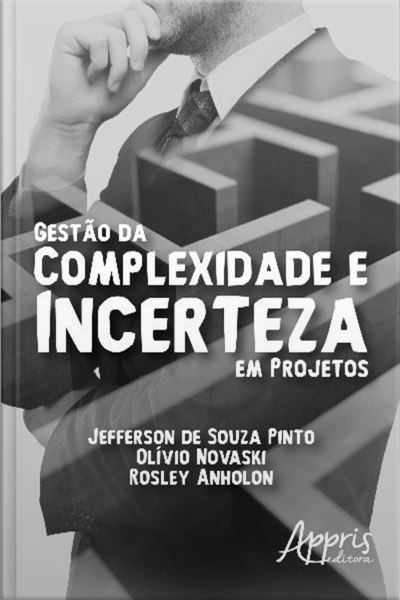 Gestão da
Complexidade e
Incerteza
em Projetos
Jefferson de Souza Pinto
Olívio Novaski
Rosley Anholon
Appris
editora